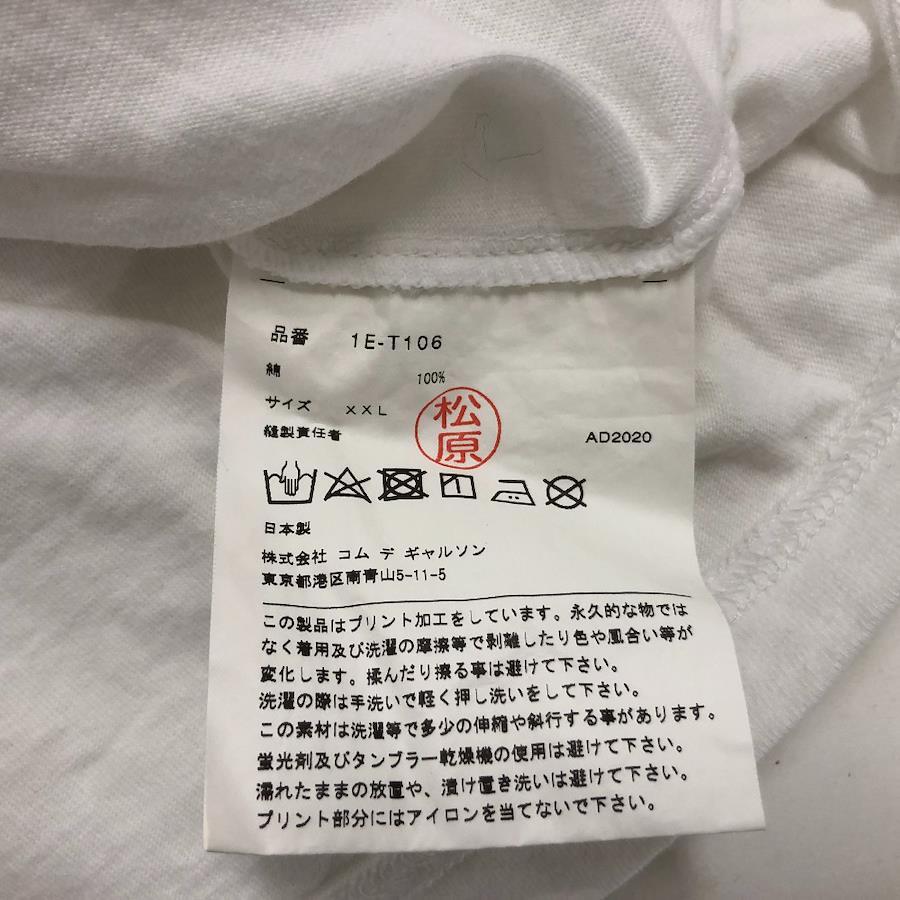 品番 1E-T106
綿 100%
サイズ XXL
縫製責任者 松原 AD2020
日本製
株式会社 コム デ ギャルソン
東京都港区南青山5-11-5
この製品はプリント加工をしています。永久的な物では
なく着用及び洗濯の摩擦等で剥離したり色や風合い等が
変化します。揉んだり擦る事は避けて下さい。
洗濯の際は手洗いで軽く押し洗いをして下さい。
この素材は洗濯等で多少の伸縮や斜行する事があります。
蛍光剤及びタンブラー乾燥機の使用は避けて下さい。
濡れたままの放置や、漬け置き洗いは避けて下さい。
プリント部分にはアイロンを当てないで下さい。